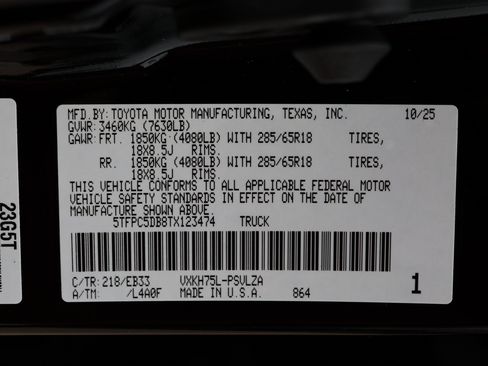 MFD.BY:TOYOTA MOTOR MANUFACTURING, TEXAS, INC. 10/25
GVWR:3460KG (7630LB)
GAWR:FRT. 1850KG (4080LB) WITH 285/65R18 TIRES,
18X8.5J RIMS.
RR. 1850KG (4080LB) WITH 285/65R18 TIRES,
18X8.5J RIMS.
THIS VEHICLE CONFORMS TO ALL APPLICABLE FEDERAL MOTOR
VEHICLE SAFETY STANDARDS IN EFFECT ON THE DATE OF
MANUFACTURE SHOWN ABOVE.
5TFPC5DB8TX123474 TRUCK
C/TR:218/EB33 VXKH75L-PSVLZA
A/TM: /L4A0F MADE IN U.S.A. 864 1
23G5T